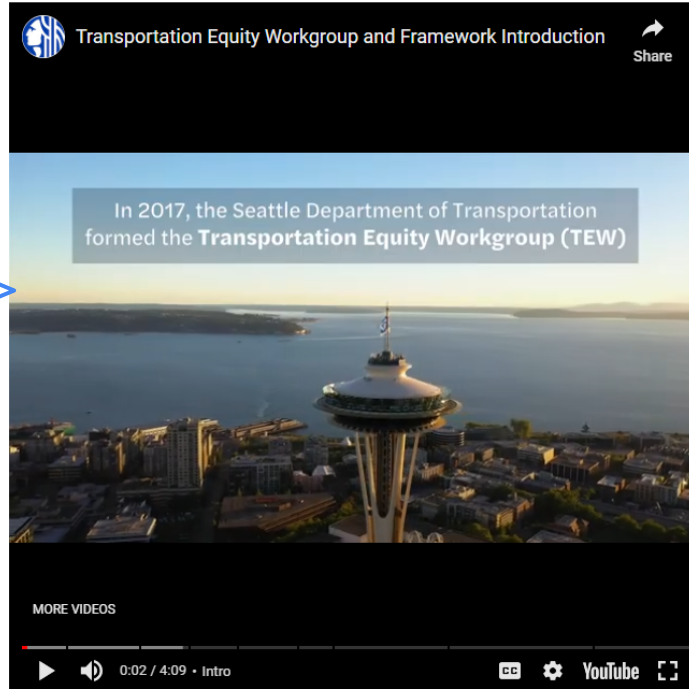 Transportation Equity Workgroup and Framework Introduction
Share
In 2017, the Seattle Department of Transportation
formed the Transportation Equity Workgroup (TEW)
>
MORE VIDEOS
0:02 / 4:09 • Intro
CC
YouTube